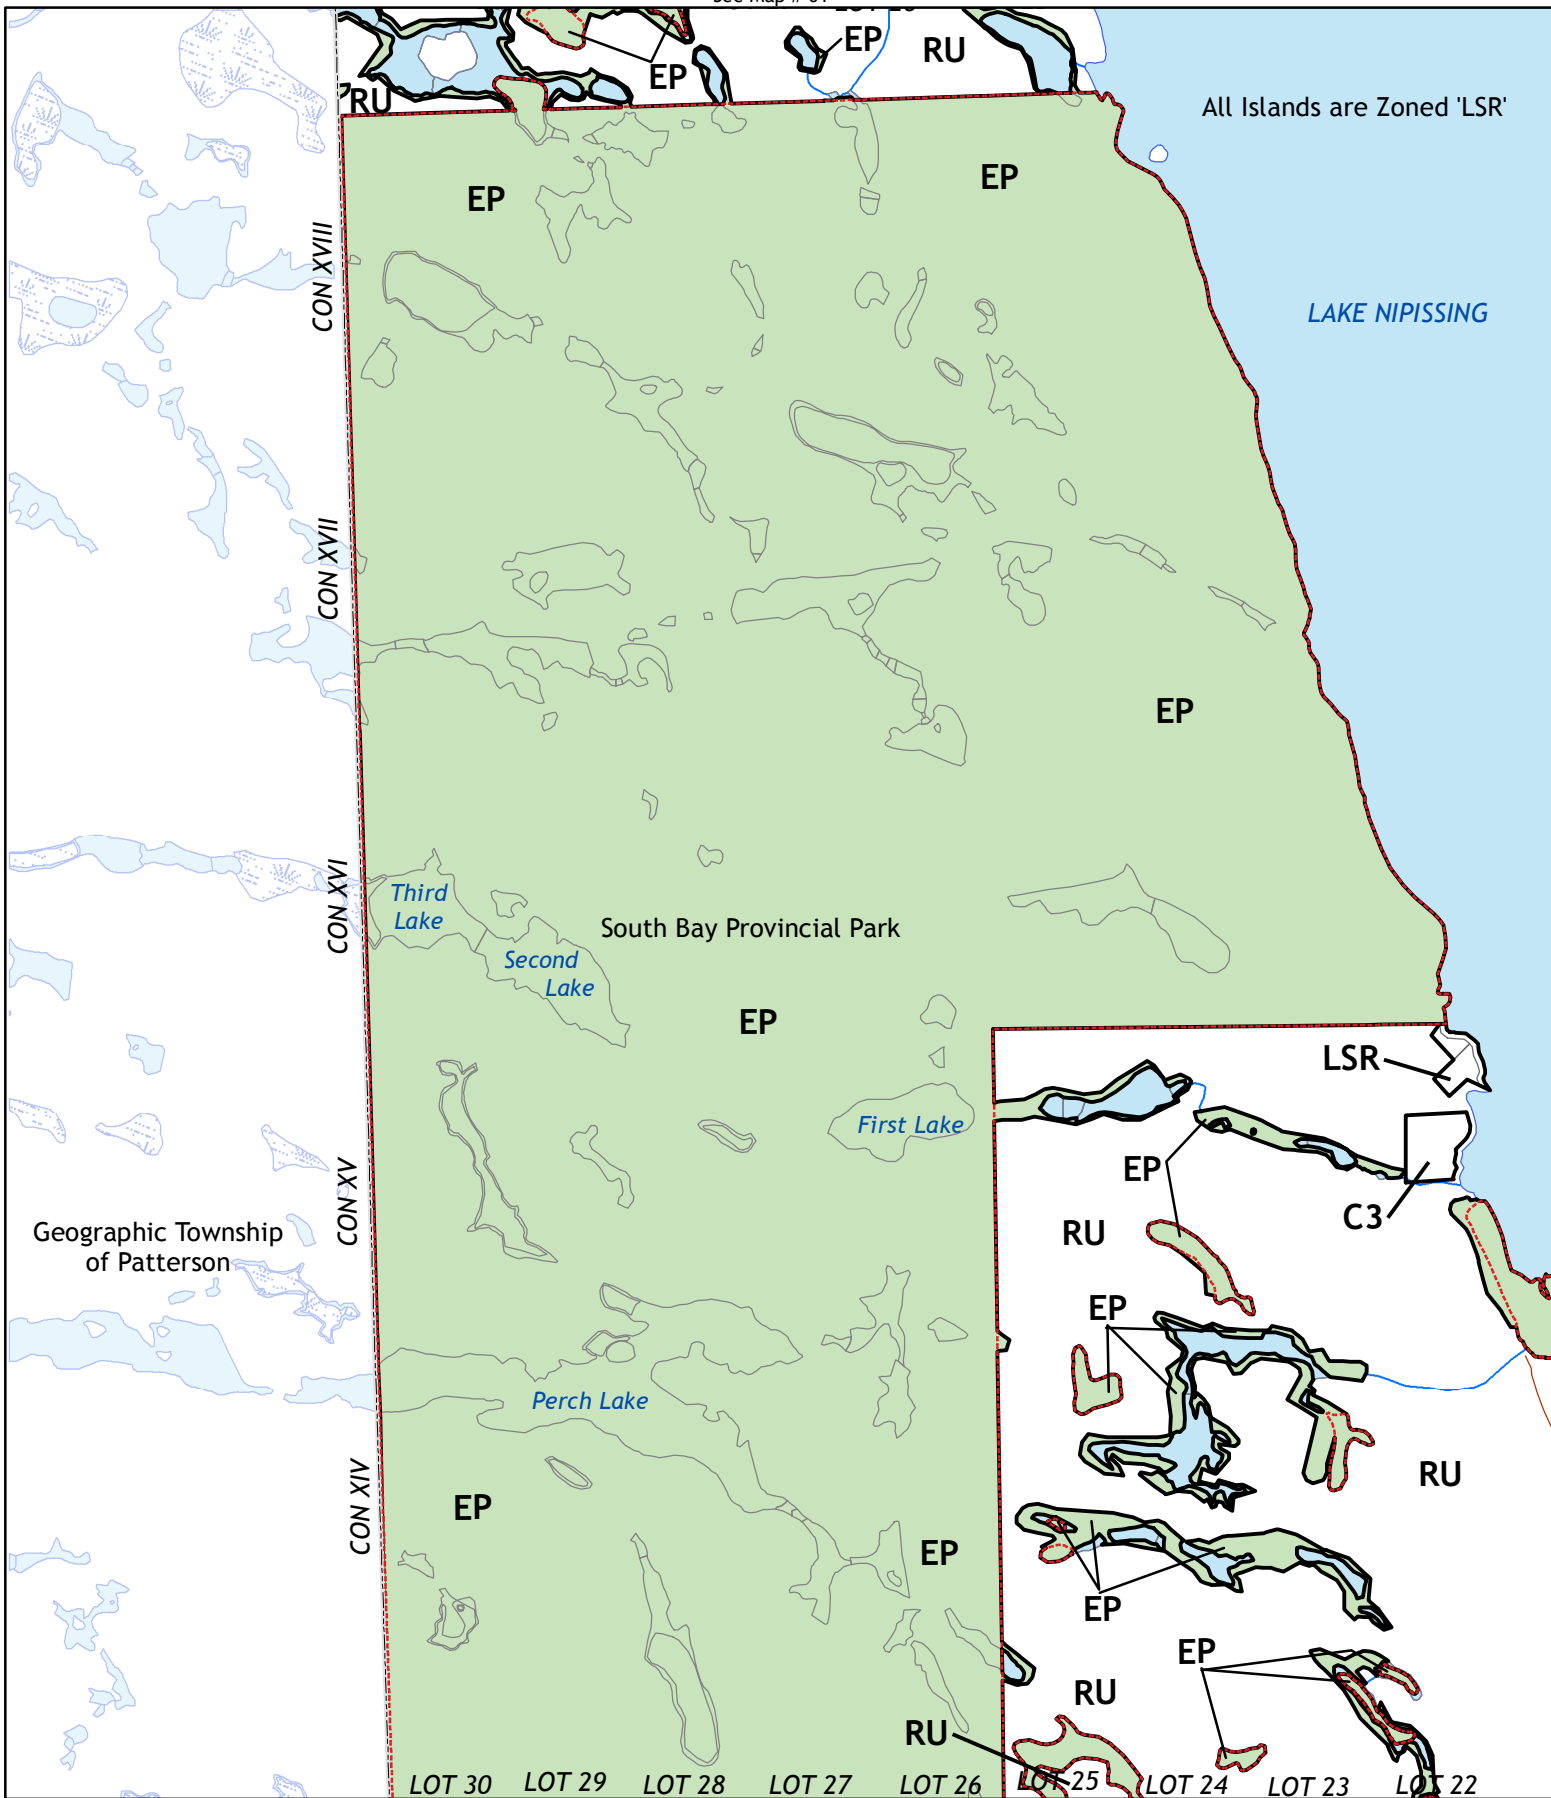 EP
RU
EP
RU
All Islands are Zoned 'LSR'
EP
EP
CON XVIII
LAKE NIPISSING
CON XVII
EP
CON XVI
Third
Lake
South Bay Provincial Park
Second
Lake
EP
LSR
First Lake
EP
CON XV
C3
Geographic Township
of Patterson
RU
EP
Perch Lake
CON XIV
RU
EP
EP
EP
EP
RU
RU
LOT 30
LOT 29
LOT 28
LOT 27
LOT 26
LOT 25
LOT 24
LOT 23
LOT 22